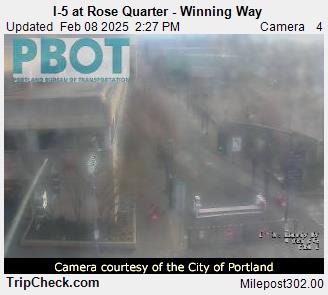 I-5 at Rose Quarter - Winning Way
Updated Feb 08 2025 2:27 PM Camera 4
PBOT
PORTLAND BUREAU OF TRANSPORTATION
Camera courtesy of the City of Portland
TripCheck.com Milepost302.00